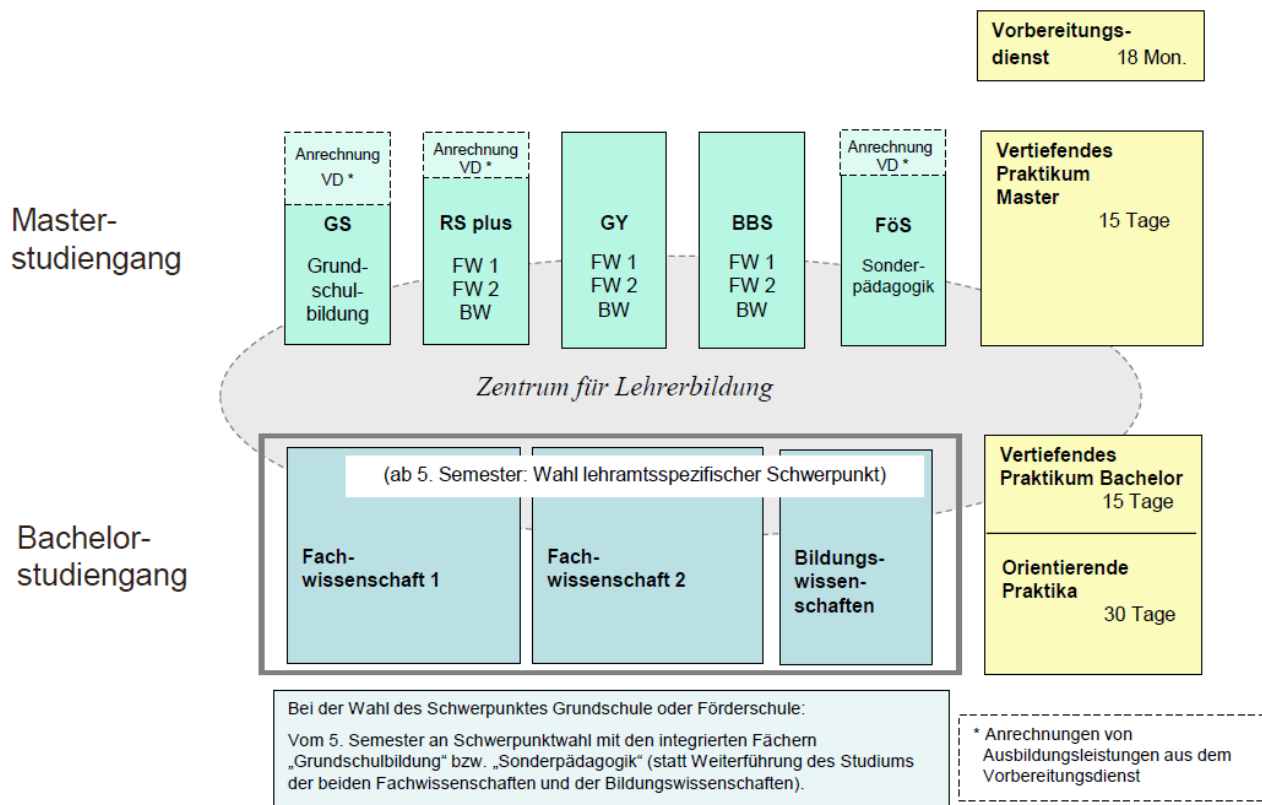 Vorbereitungs-
dienst 18 Mon.
Master-
studiengang
Anrechnung
VD *
GS
Grund-
schul-
bildung
Anrechnung
VD *
RS plus
FW 1
FW 2
BW
GY
FW 1
FW 2
BW
BBS
FW 1
FW 2
BW
Anrechnung
VD *
FöS
Sonder-
pädagogik
Vertiefendes
Praktikum
Master
15 Tage
Zentrum für Lehrerbildung
Bachelor-
studiengang
(ab 5. Semester: Wahl lehramtsspezifischer Schwerpunkt)
Fach-
wissenschaft 1
Fach-
wissenschaft 2
Bildungs-
wissen-
schaften
Vertiefendes
Praktikum Bachelor
15 Tage
Orientierende
Praktika
30 Tage
Bei der Wahl des Schwerpunktes Grundschule oder Förderschule:
Vom 5. Semester an Schwerpunktwahl mit den integrierten Fächern
„Grundschulbildung“ bzw. „Sonderpädagogik“ (statt Weiterführung des Studiums
der beiden Fachwissenschaften und der Bildungswissenschaften).
* Anrechnungen von
Ausbildungsleistungen aus dem
Vorbereitungsdienst